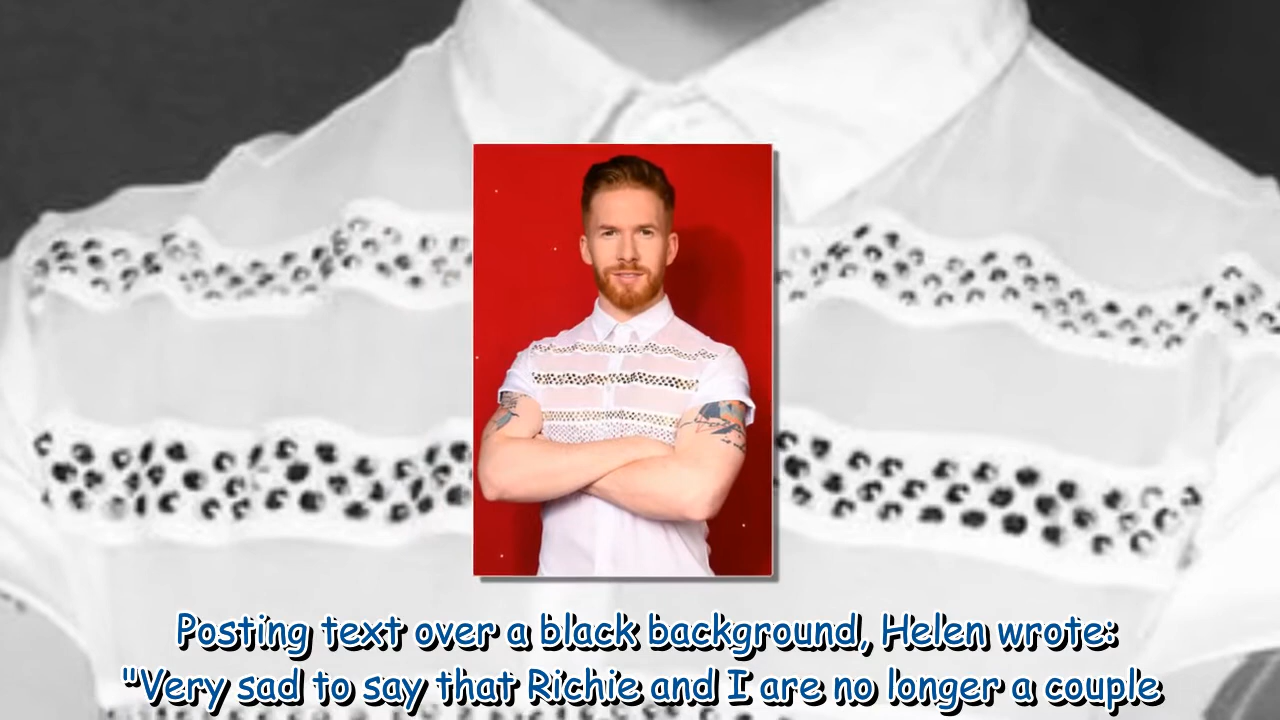 Posting text over a black background, Helen wrote:
"Very sad to say that Richie and I are no longer a couple